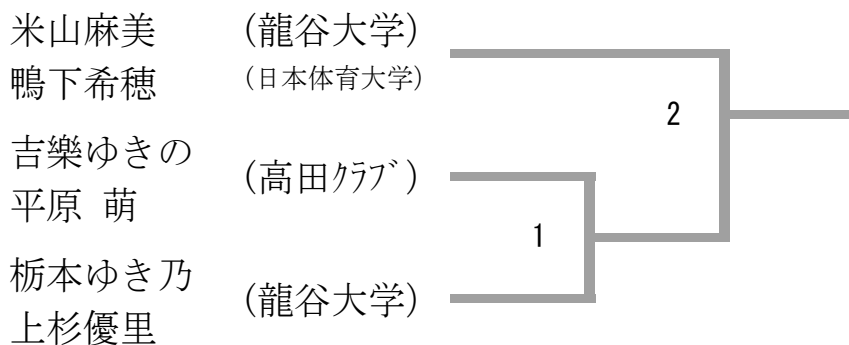 米山麻美 (龍谷大学)
鴨下希穂 (日本体育大学)
2
吉樂ゆきの
平原 萌
(高田ｸﾗﾌﾞ)
1
栃本ゆき乃
上杉優里
(龍谷大学)